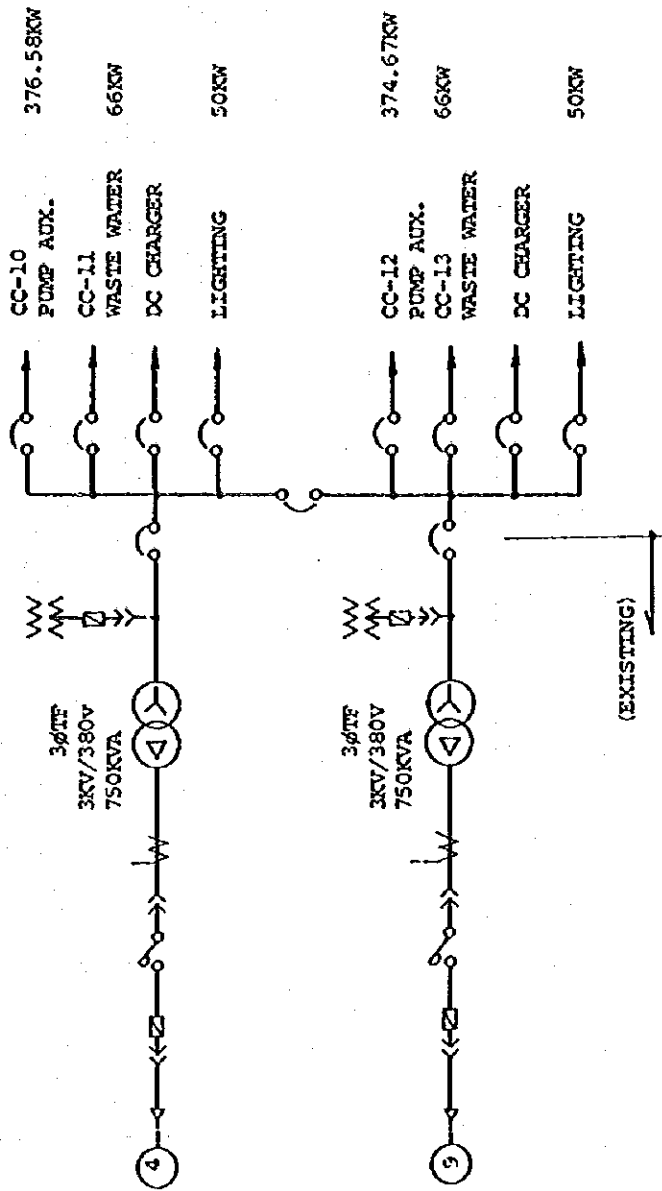 CC-10 376.58KW
PUMP AUX.
CC-11 66KW
WASTE WATER
DC CHARGER
LIGHTING 50KW
3øTF
3KV/380V
750KVA
4
CC-12 374.67KW
PUMP AUX.
CC-13 66KW
WASTE WATER
DC CHARGER
LIGHTING 50KW
3øTF
3KV/380V
750KVA
9
(EXISTING)